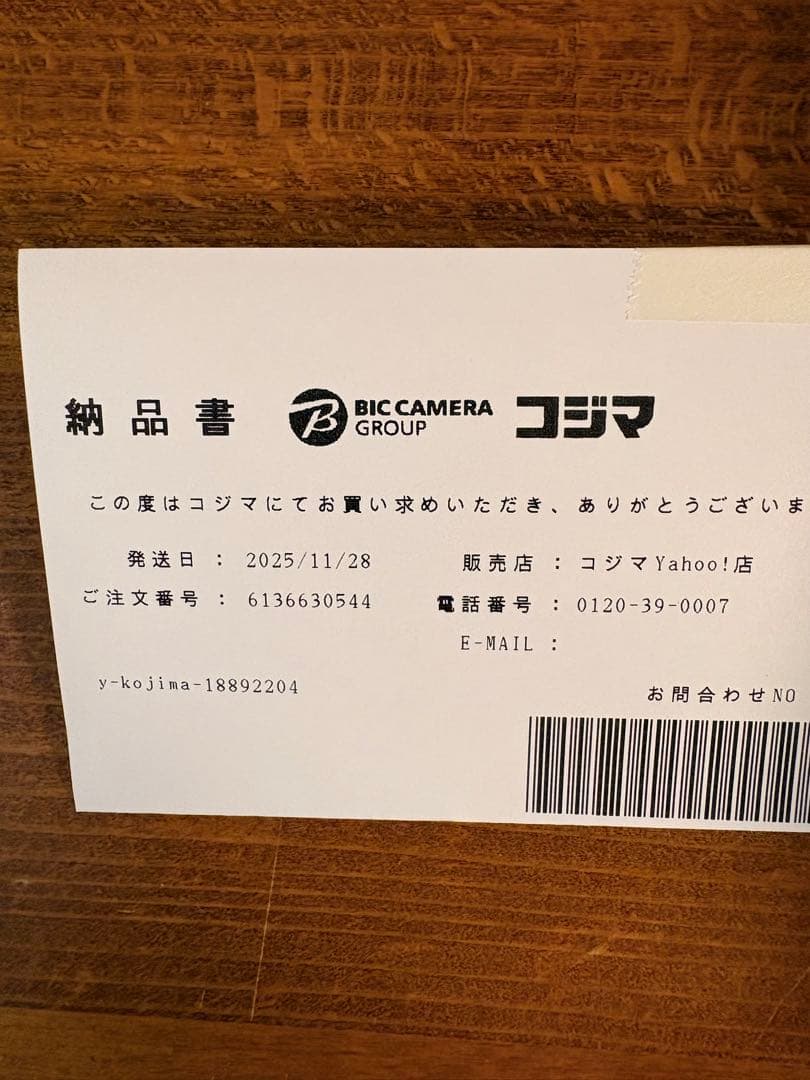 納品書 BIC CAMERA GROUP コジマ
この度はコジマにてお買い求めいただき、ありがとうございま
発送日 : 2025/11/28 販売店 : コジマYahoo!店
ご注文番号 : 6136630544 電話番号 : 0120-39-0007
E-MAIL :
y-kojima-18892204 お問合わせNO